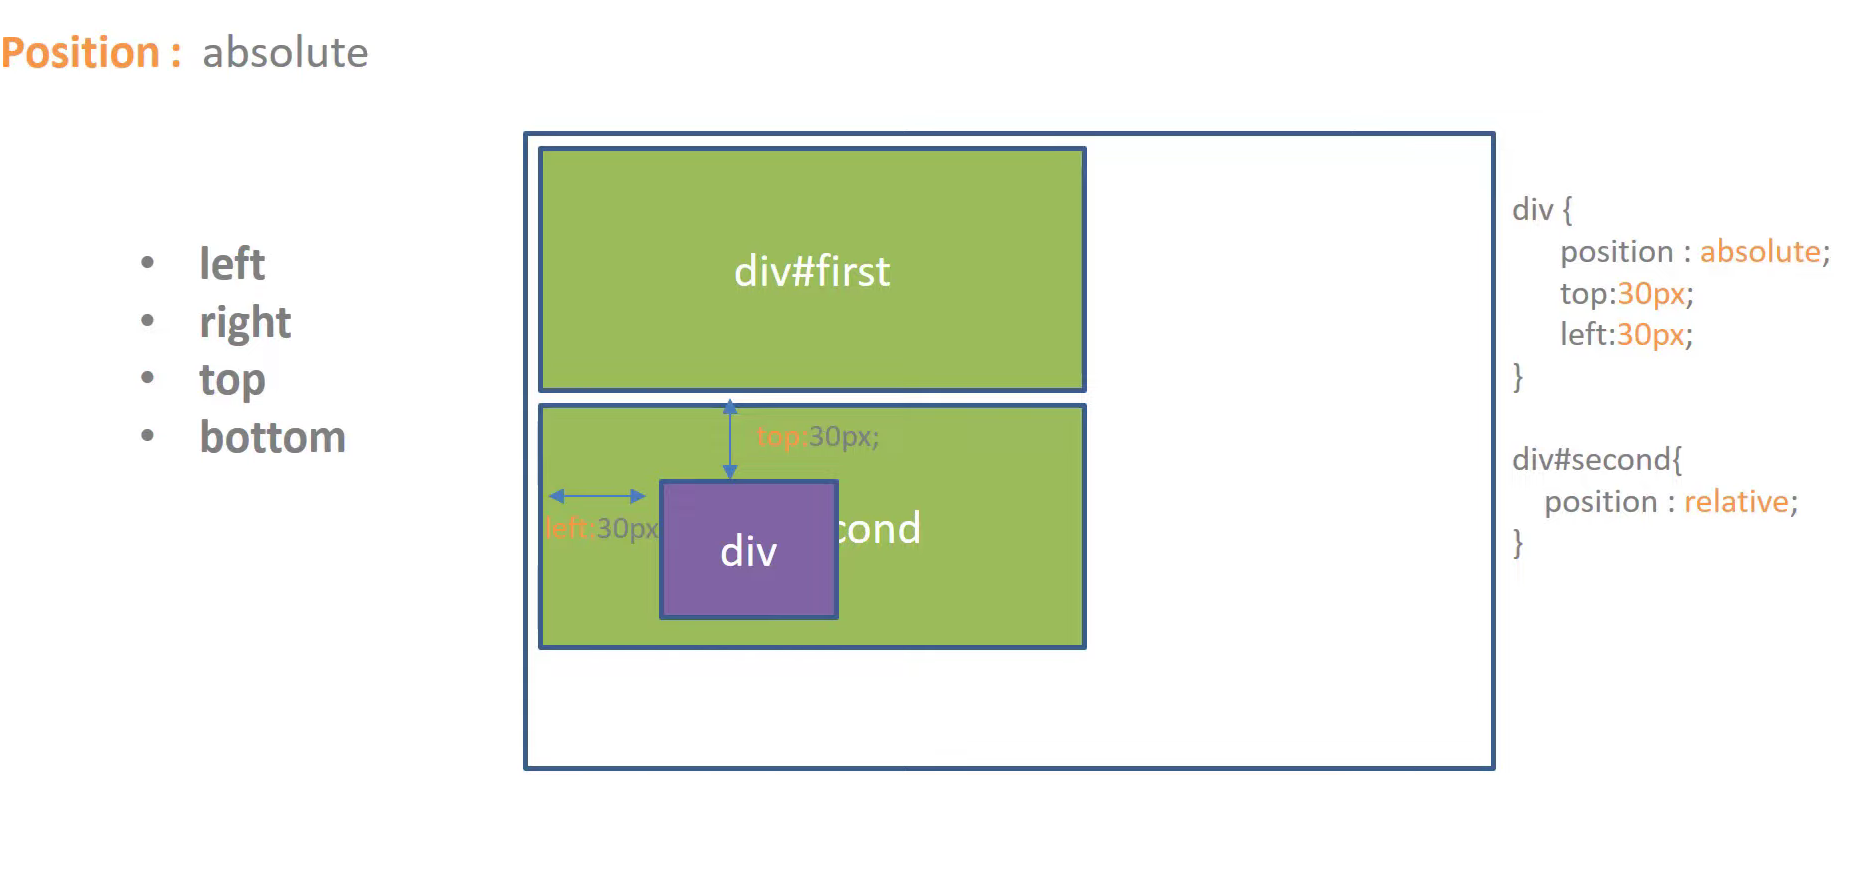 Position : absolute
• left
• right
• top
• bottom
div#first
top:30px;
left:30px
div
cond
div {
position : absolute;
top:30px;
left:30px;
}
div#second{
position : relative;
}